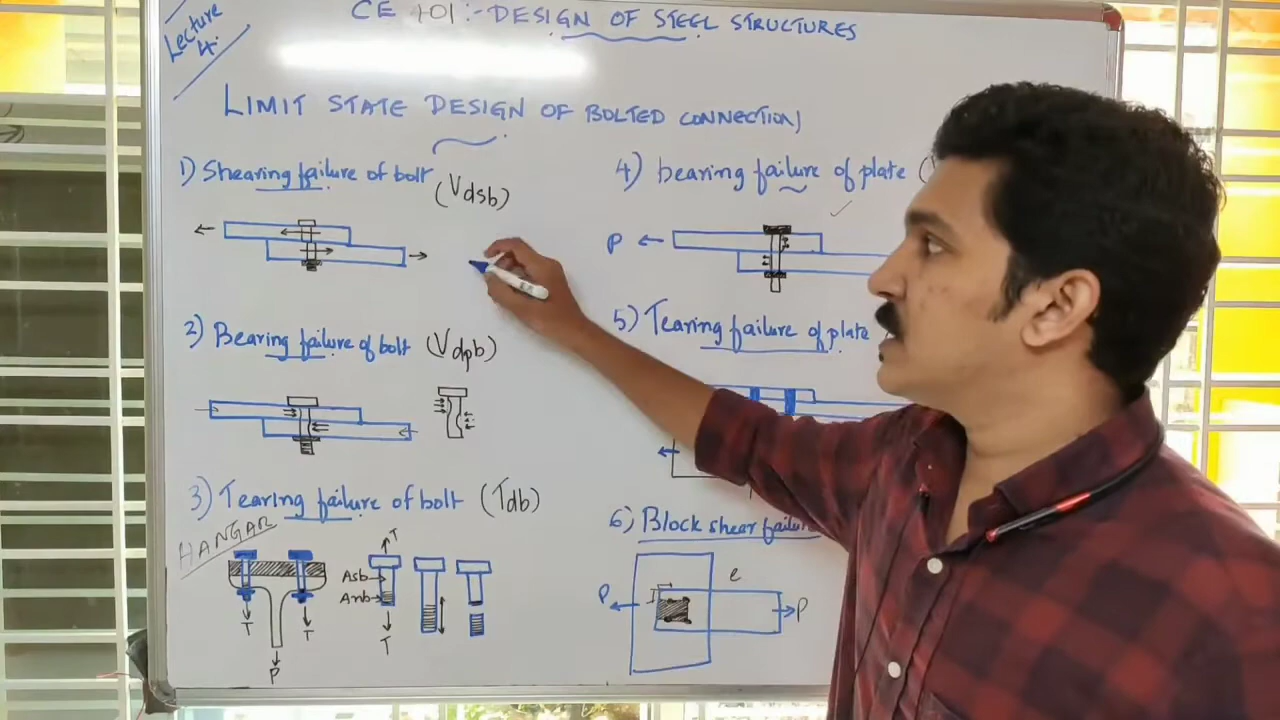 Lecture 4.
CE 401:- DESIGN OF STEEL STRUCTURES
LIMIT STATE DESIGN OF BOLTED CONNECTION
1) Shearing failure of bolt (Vdsb)
2) Bearing failure of bolt (Vdpb)
3) Tearing failure of bolt (Tdb)
HANGAR
T
T
P
T
Asb
Anb
T
4) bearing failure of plate (
P
5) Tearing failure of plate
6) Block shear failure
e
P
P